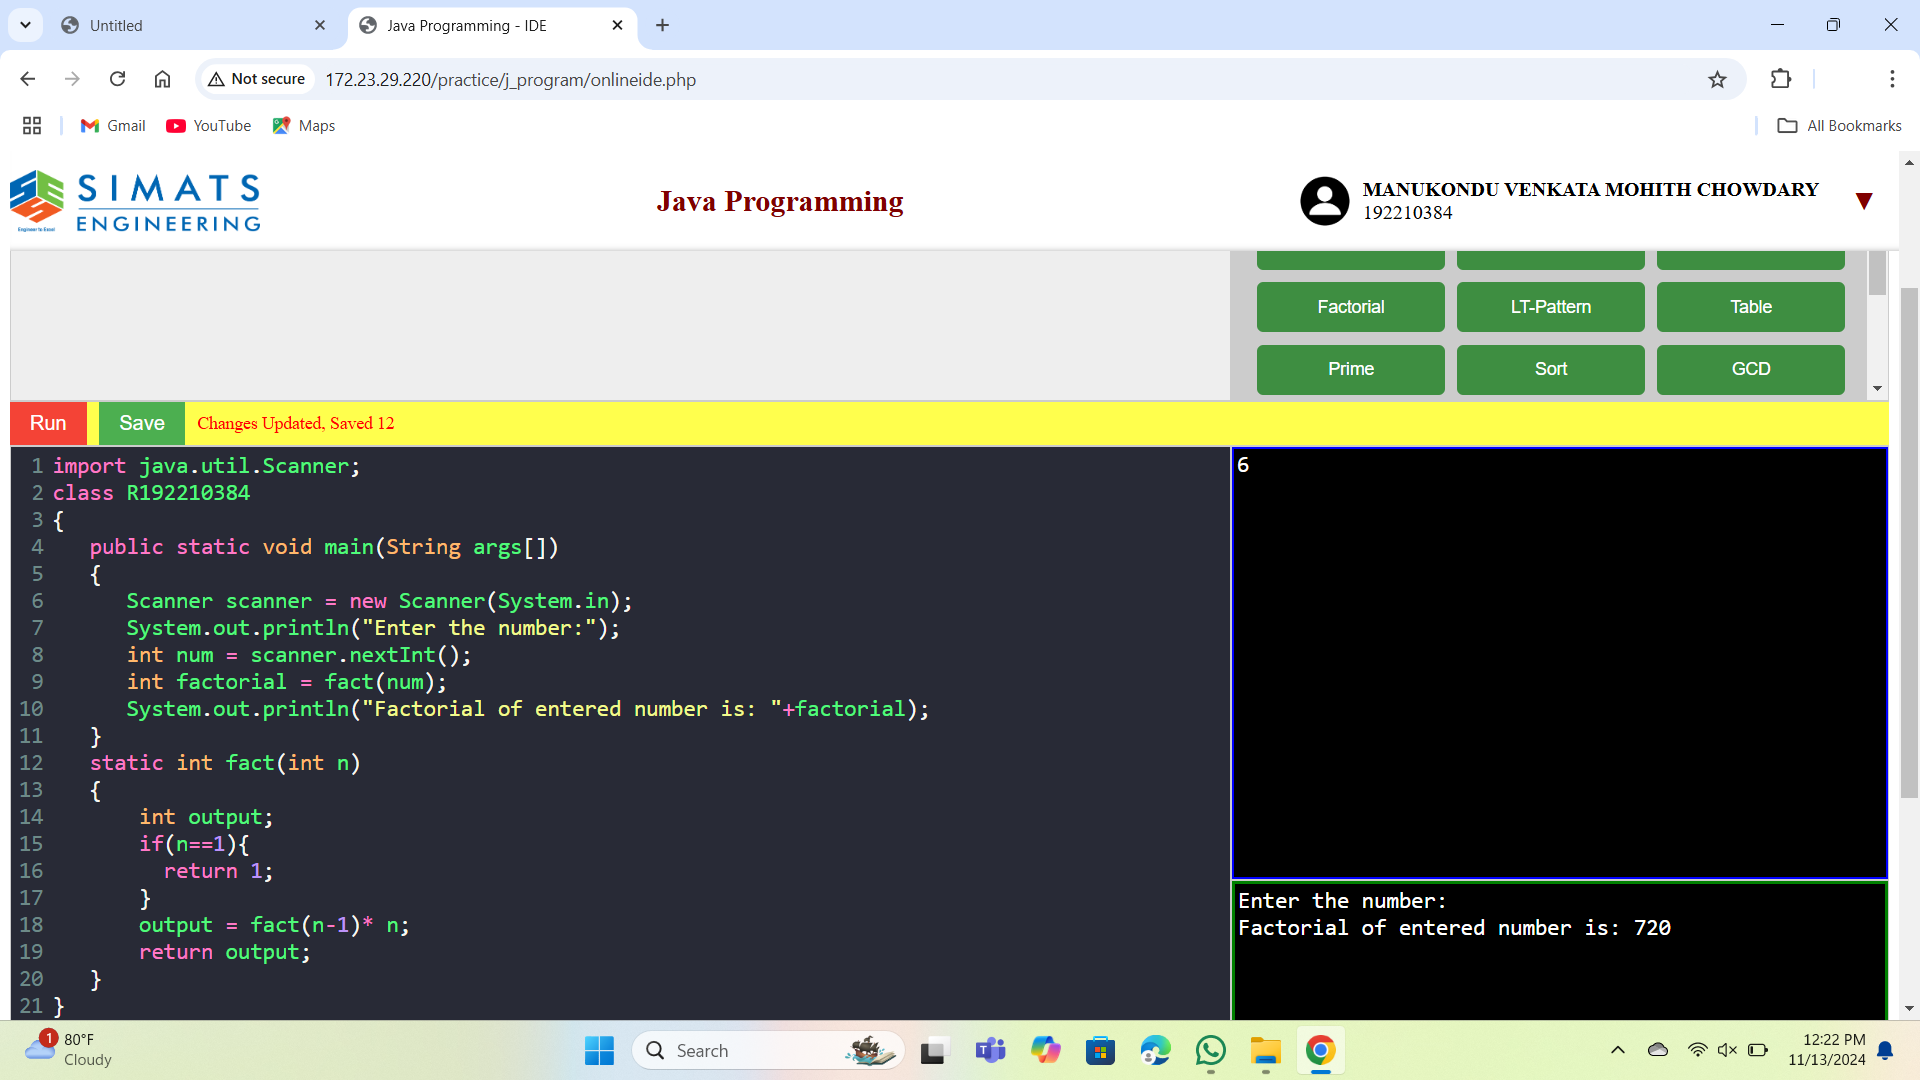 Untitled
Java Programming - IDE
Not secure
172.23.29.220/practice/j_program/onlineide.php
Gmail
YouTube
Maps
All Bookmarks
SIMATS
ENGINEERING
Engineer to Excel
Java Programming
MANUKONDU VENKATA MOHITH CHOWDARY
192210384
Factorial
LT-Pattern
Table
Prime
Sort
GCD
Run
Save
Changes Updated, Saved 12
1 import java.util.Scanner;
2 class R192210384
3 {
4    public static void main(String args[])
5    {
6       Scanner scanner = new Scanner(System.in);
7       System.out.println("Enter the number:");
8       int num = scanner.nextInt();
9       int factorial = fact(num);
10       System.out.println("Factorial of entered number is: "+factorial);
11    }
12    static int fact(int n)
13    {
14        int output;
15        if(n==1){
16          return 1;
17        }
18        output = fact(n-1)* n;
19        return output;
20    }
21 }
6
Enter the number:
Factorial of entered number is: 720
1
80°F
Cloudy
Search
12:22 PM
11/13/2024